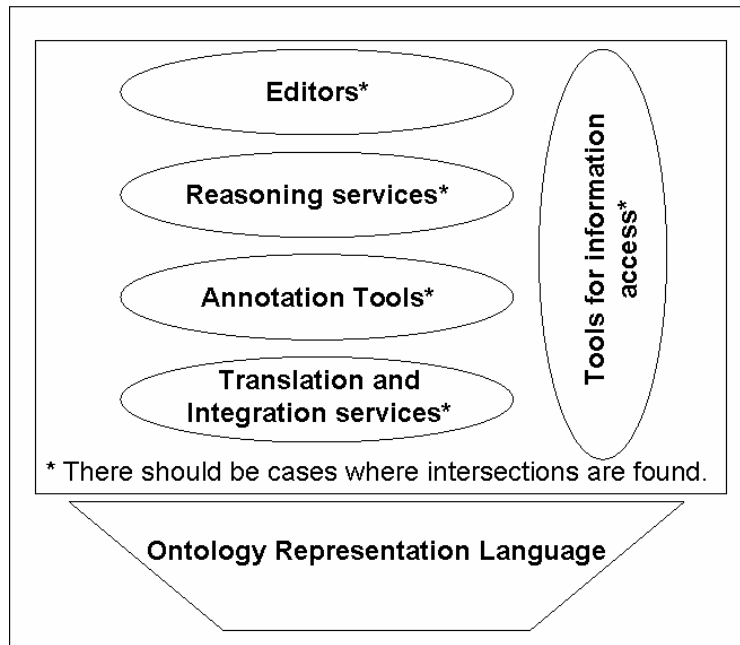 Editors*
Reasoning services*
Annotation Tools*
Translation and
Integration services*
Tools for information
access*
* There should be cases where intersections are found.
Ontology Representation Language